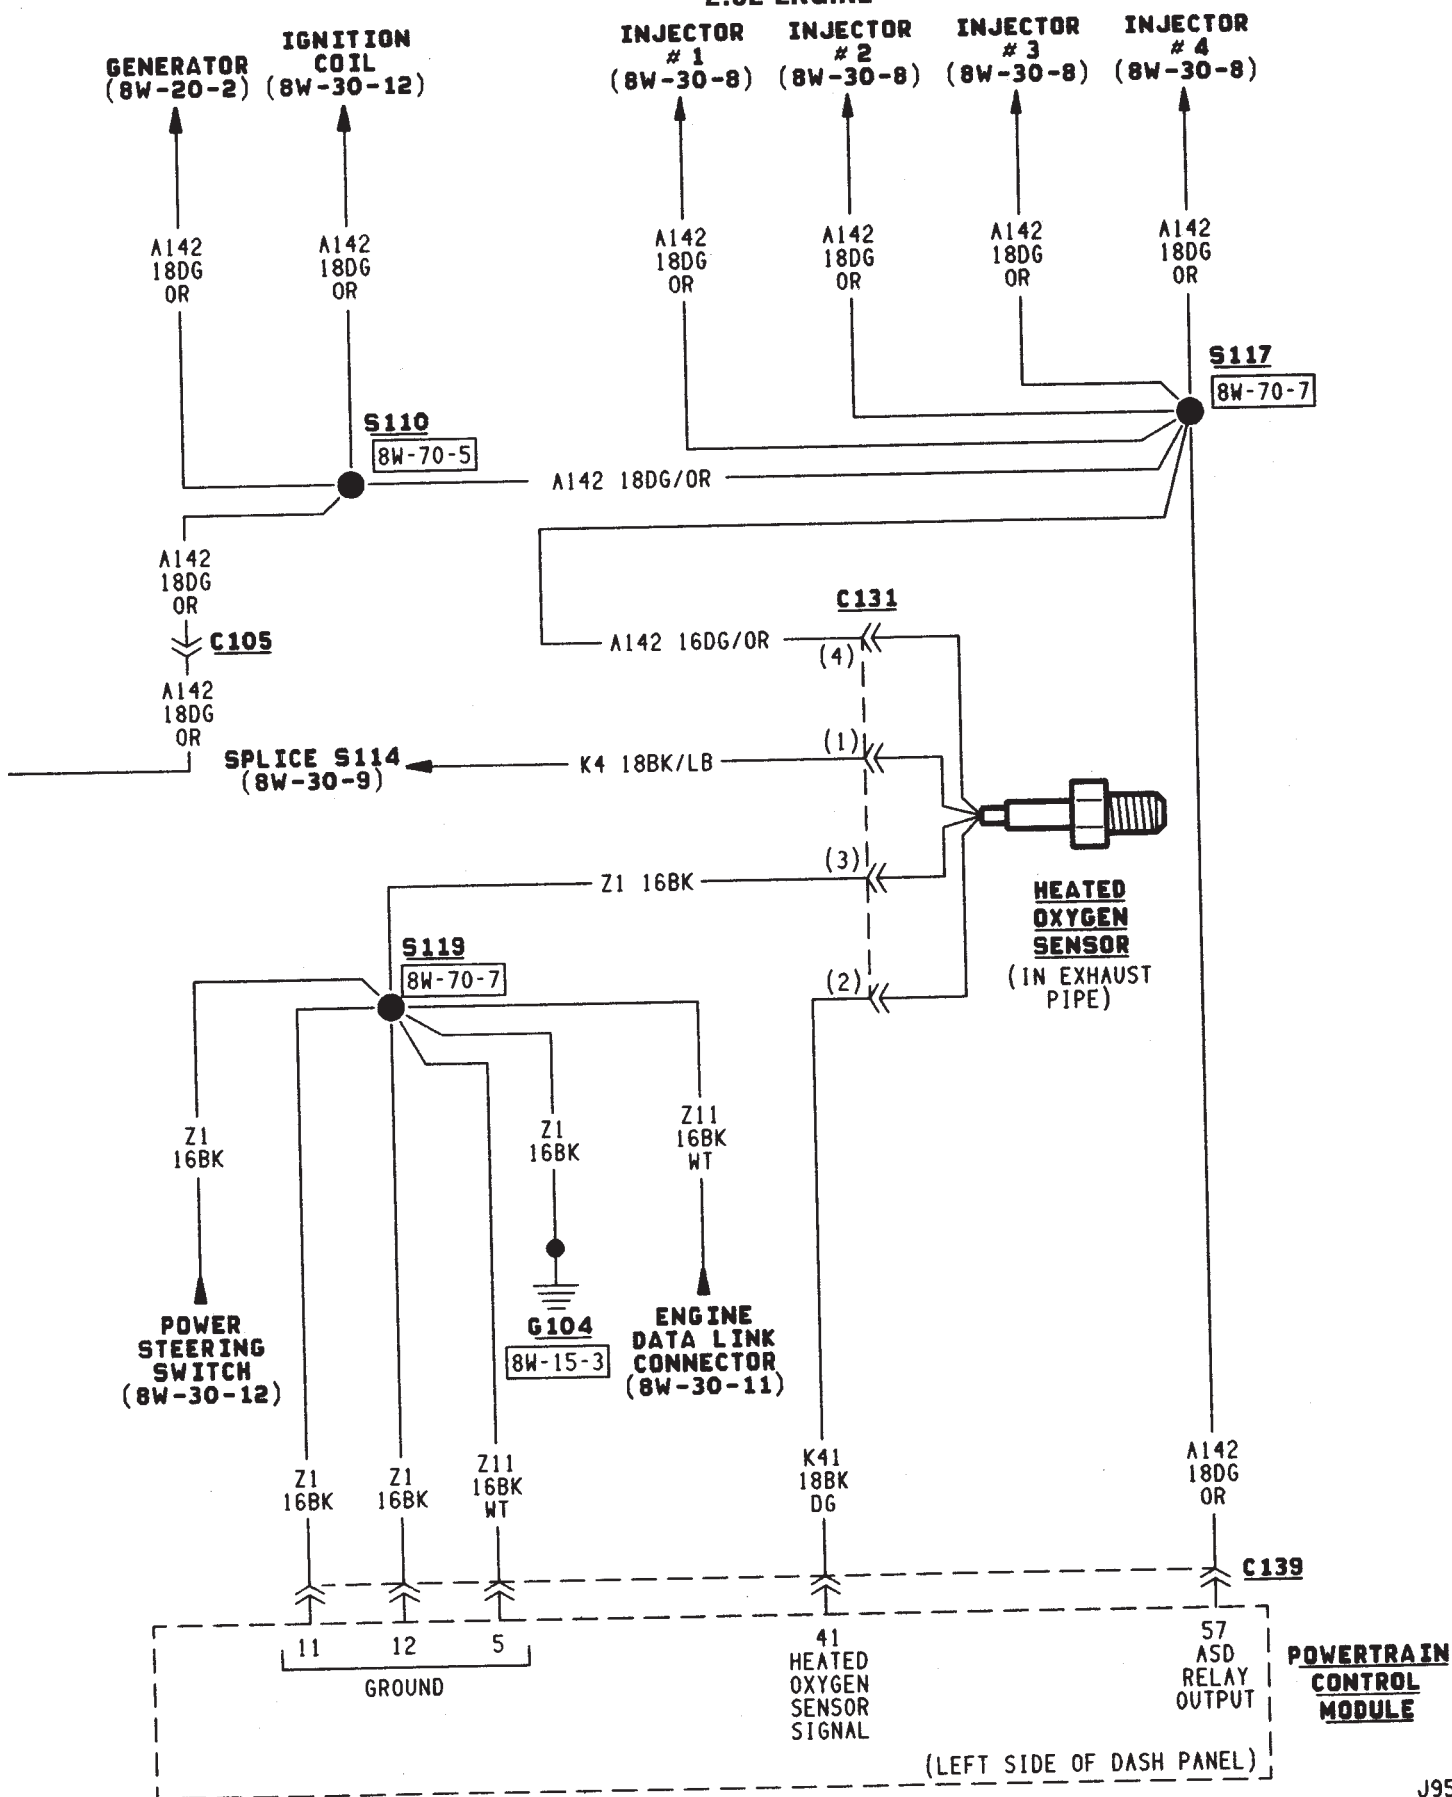 GENERATOR
(8W-20-2)
IGNITION
COIL
(8W-30-12)
INJECTOR
# 1
(8W-30-8)
INJECTOR
# 2
(8W-30-8)
INJECTOR
# 3
(8W-30-8)
INJECTOR
# 4
(8W-30-8)
A142
18DG
OR
A142
18DG
OR
A142
18DG
OR
A142
18DG
OR
A142
18DG
OR
A142
18DG
OR
S117
8W-70-7
S110
8W-70-5
A142 18DG/OR
A142
18DG
OR
C105
A142
18DG
OR
C131
A142 16DG/OR
(4)
SPLICE S114
(8W-30-9)
K4 18BK/LB
(1)
Z1 16BK
(3)
HEATED
OXYGEN
SENSOR
(IN EXHAUST
PIPE)
S119
8W-70-7
(2)
Z1
16BK
Z1
16BK
Z11
16BK
WT
POWER
STEERING
SWITCH
(8W-30-12)
G104
8W-15-3
ENGINE
DATA LINK
CONNECTOR
(8W-30-11)
Z1
16BK
Z1
16BK
Z11
16BK
WT
K41
18BK
DG
A142
18DG
OR
C139
11
12
5
GROUND
41
HEATED
OXYGEN
SENSOR
SIGNAL
57
ASD
RELAY
OUTPUT
POWERTRAIN
CONTROL
MODULE
(LEFT SIDE OF DASH PANEL)
J95